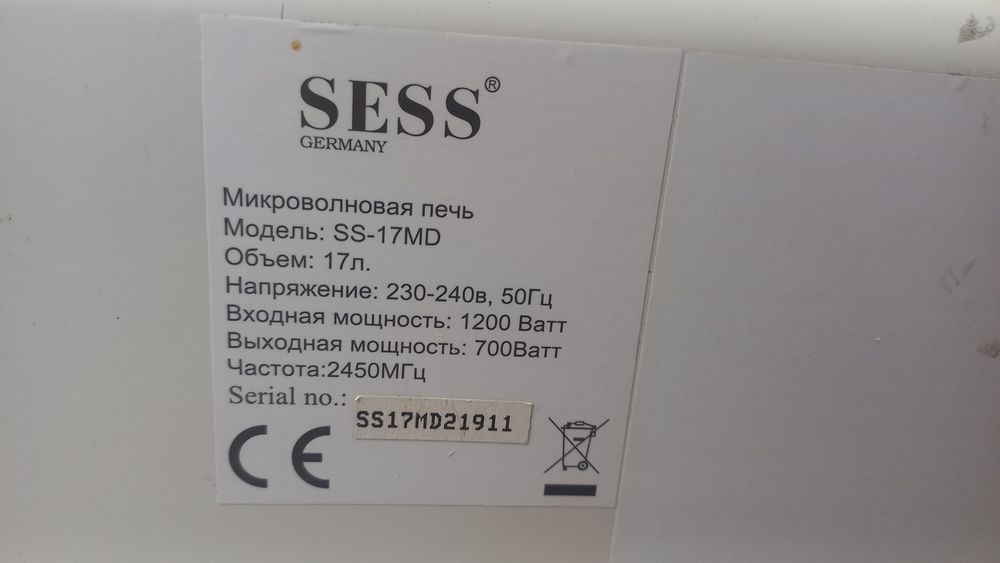 SESS®
GERMANY
Микроволновая печь
Модель: SS-17MD
Объем: 17л.
Напряжение: 230-240в, 50Гц
Входная мощность: 1200 Ватт
Выходная мощность: 700Ватт
Частота:2450МГц
Serial no.: SS17MD21911
CE